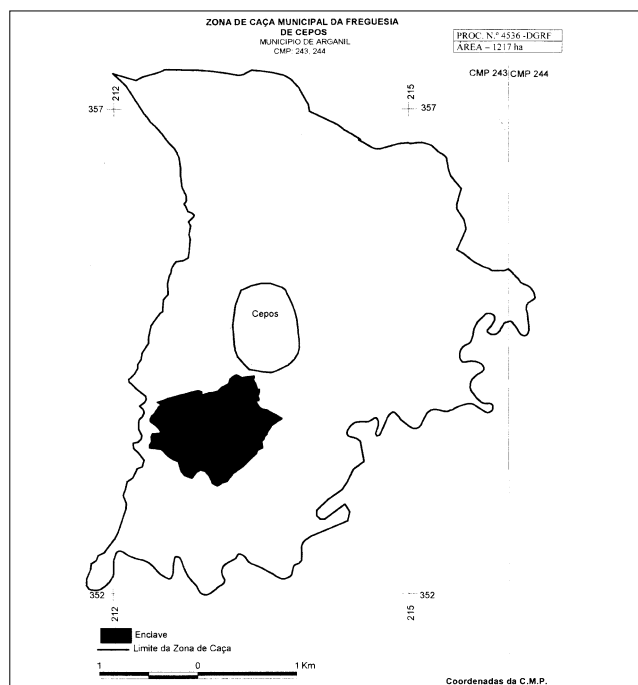 ZONA DE CAÇA MUNICIPAL DA FREGUESIA
DE CEPOS
MUNICIPIO DE ARGANIL
CMP: 243, 244
PROC. N.º 4536 -DGRF
ÁREA – 1217 ha
CMP 243 CMP 244
212
215
357
357
Cepos
352
352
212
215
Enclave
Limite da Zona de Caça
1 0 1 Km
Coordenadas da C.M.P.